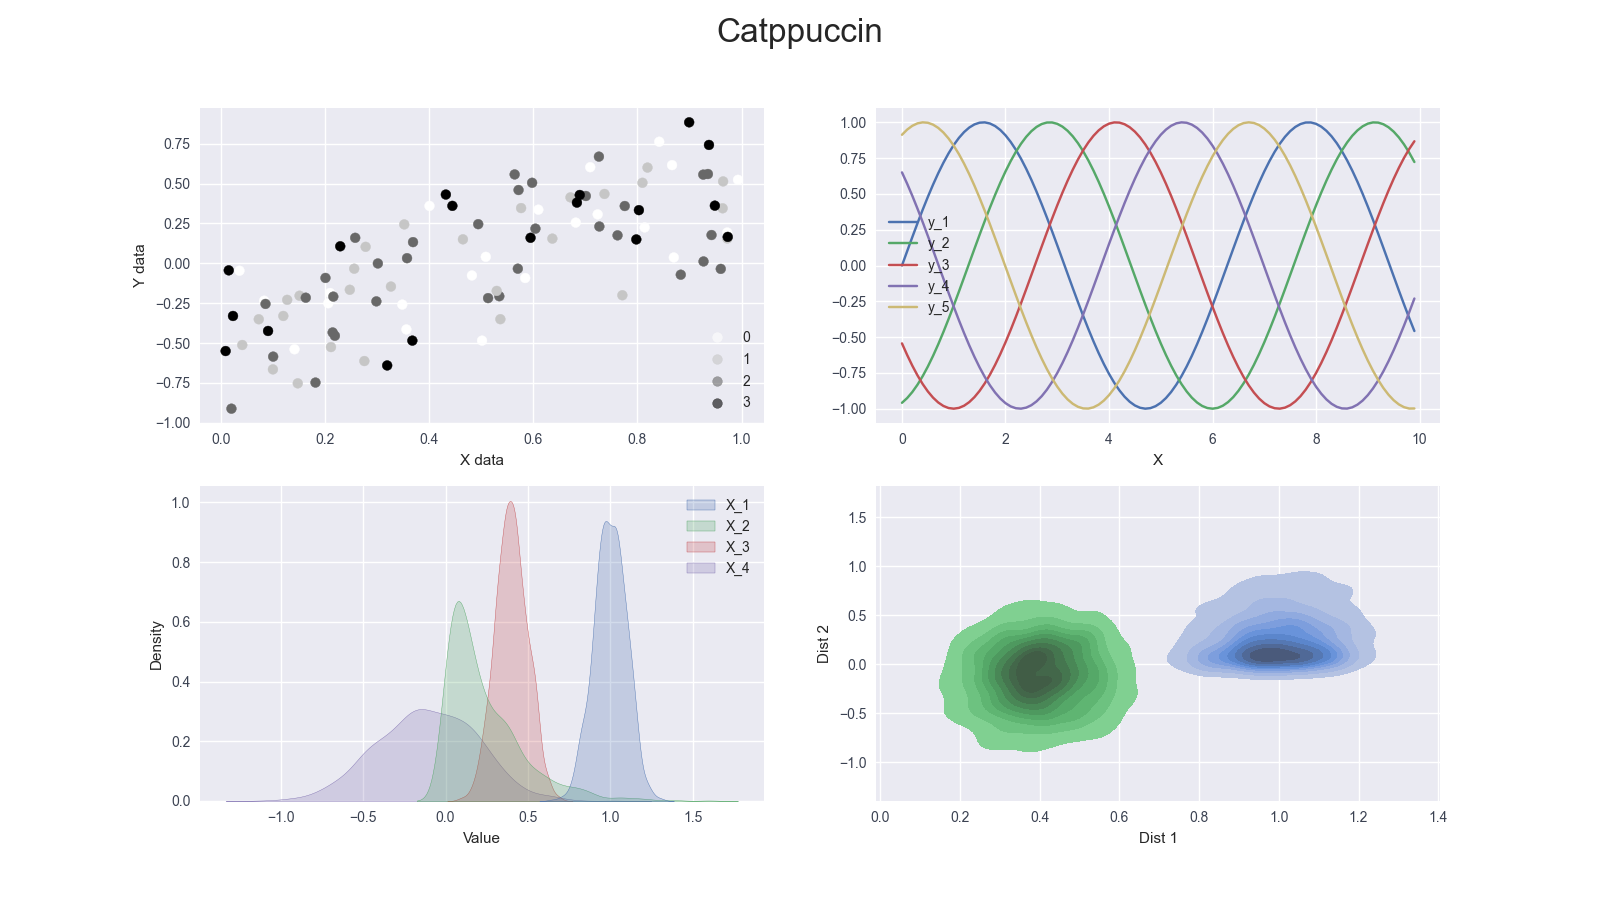 Catppuccin
0.75
0.50
0.25
0.00
−0.25
−0.50
−0.75
−1.00
Y data
0
1
2
3
0.0 0.2 0.4 0.6 0.8 1.0
X data
1.00
0.75
0.50
0.25
0.00
−0.25
−0.50
−0.75
−1.00
y_1
y_2
y_3
y_4
y_5
0 2 4 6 8 10
X
1.0
0.8
0.6
0.4
0.2
0.0
Density
X_1
X_2
X_3
X_4
−1.0 −0.5 0.0 0.5 1.0 1.5
Value
1.5
1.0
0.5
0.0
−0.5
−1.0
Dist 2
0.0 0.2 0.4 0.6 0.8 1.0 1.2 1.4
Dist 1